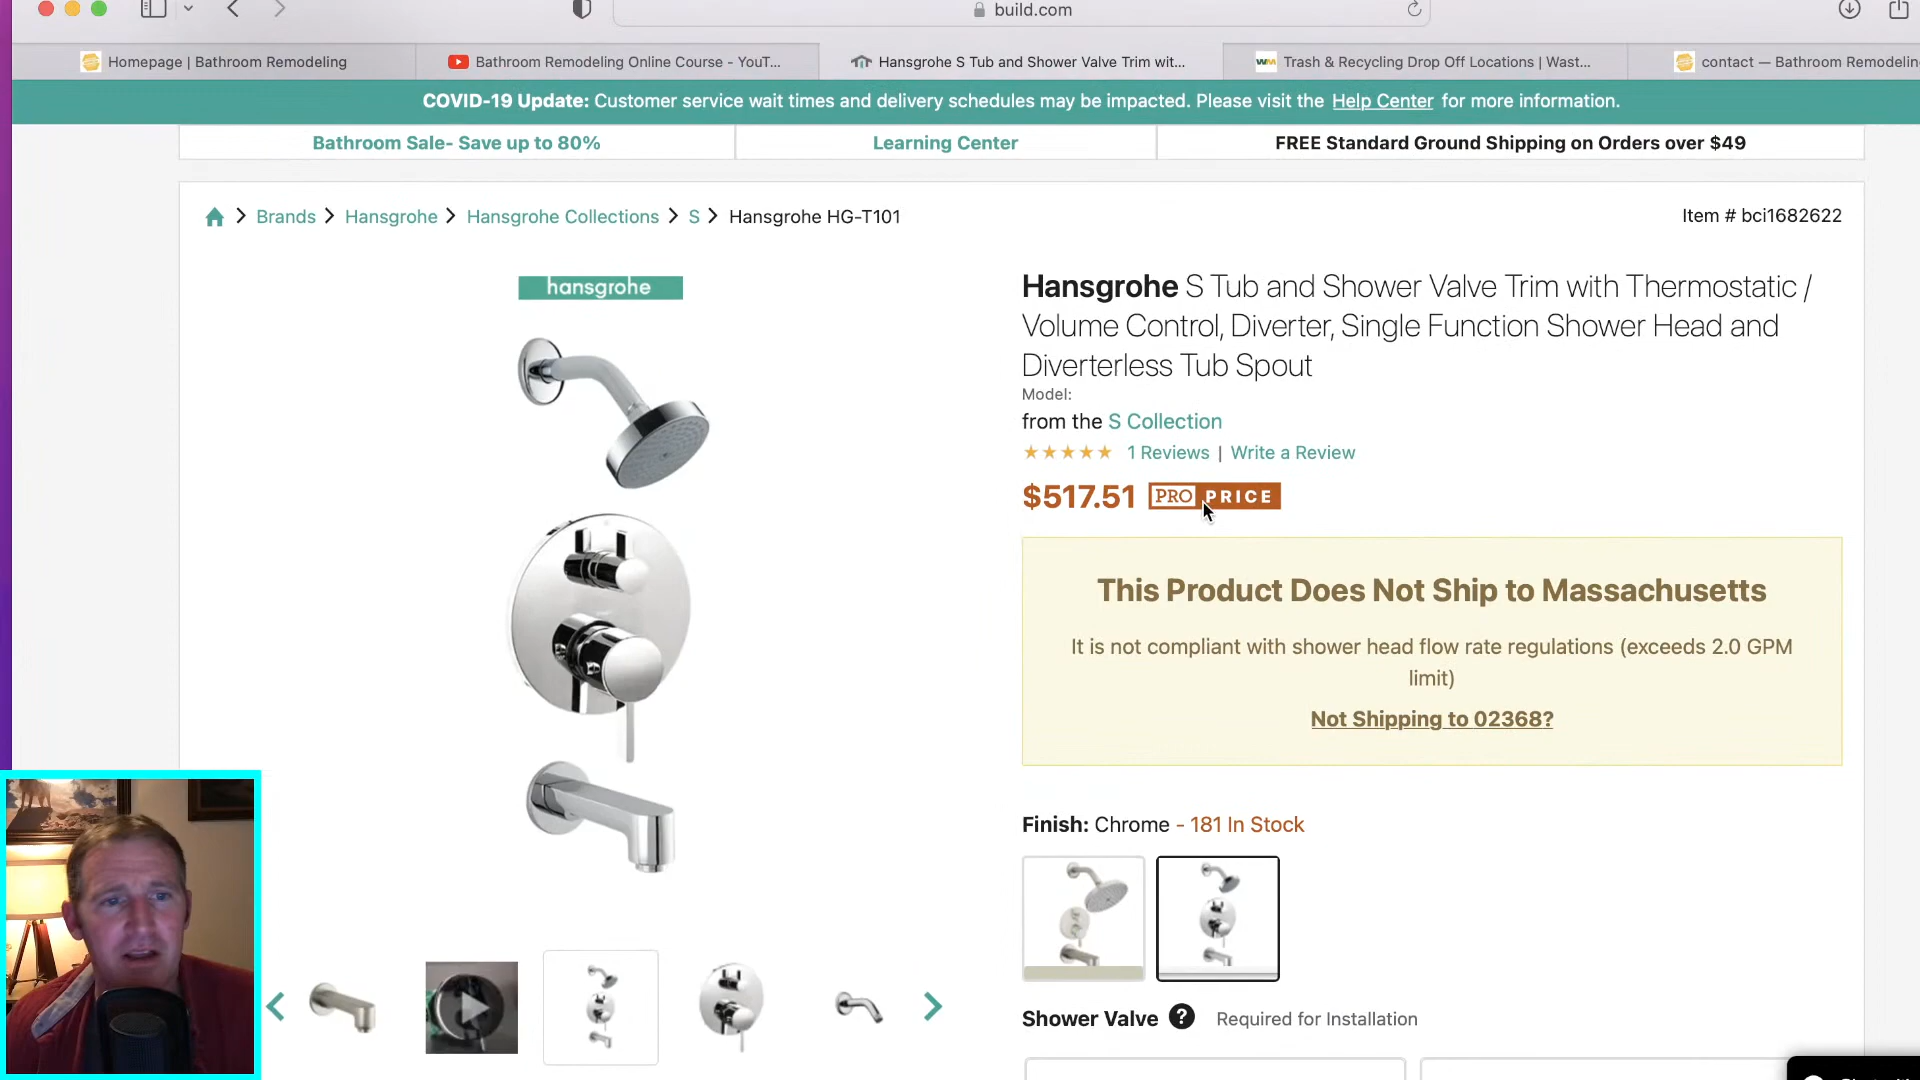 build.com
Homepage | Bathroom Remodeling
Bathroom Remodeling Online Course - YouT...
Hansgrohe S Tub and Shower Valve Trim wit...
Trash & Recycling Drop Off Locations | Wast...
contact — Bathroom Remodelin
COVID-19 Update: Customer service wait times and delivery schedules may be impacted. Please visit the Help Center for more information.
Bathroom Sale- Save up to 80%
Learning Center
FREE Standard Ground Shipping on Orders over $49
Brands > Hansgrohe > Hansgrohe Collections > S > Hansgrohe HG-T101
Item # bci1682622
hansgrohe
Hansgrohe S Tub and Shower Valve Trim with Thermostatic /
Volume Control, Diverter, Single Function Shower Head and
Diverterless Tub Spout
Model:
from the S Collection
1 Reviews | Write a Review
$517.51 PRO PRICE
This Product Does Not Ship to Massachusetts
It is not compliant with shower head flow rate regulations (exceeds 2.0 GPM
limit)
Not Shipping to 02368?
Finish: Chrome - 181 In Stock
Shower Valve ? Required for Installation